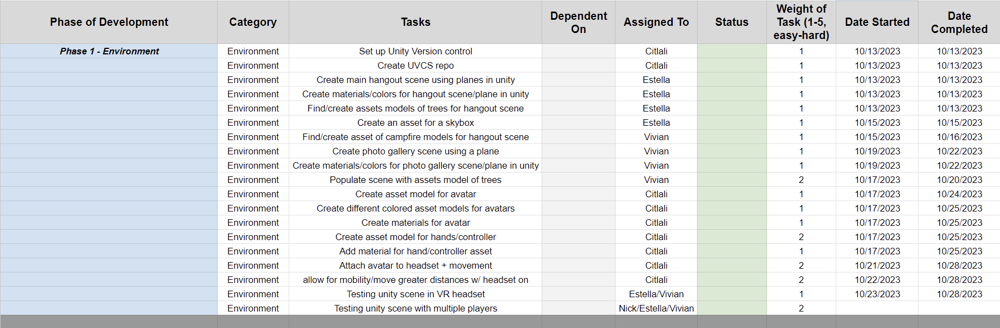 Phase of Development Category Tasks Dependent On Assigned To Status Weight of Task (1-5, easy-hard) Date Started Date Completed
Phase 1 - Environment Environment Set up Unity Version control Citlali 1 10/13/2023 10/13/2023
Environment Create UVCS repo Citlali 1 10/13/2023 10/13/2023
Environment Create main hangout scene using planes in unity Estella 1 10/13/2023 10/13/2023
Environment Create materials/colors for hangout scene/plane in unity Estella 1 10/13/2023 10/13/2023
Environment Find/create assets models of trees for hangout scene Estella 1 10/13/2023 10/13/2023
Environment Create an asset for a skybox Estella 1 10/15/2023 10/15/2023
Environment Find/create asset of campfire models for hangout scene Vivian 1 10/15/2023 10/16/2023
Environment Create photo gallery scene using a plane Vivian 1 10/19/2023 10/22/2023
Environment Create materials/colors for photo gallery scene/plane in unity Vivian 1 10/19/2023 10/22/2023
Environment Populate scene with assets model of trees Vivian 2 10/17/2023 10/20/2023
Environment Create asset model for avatar Citlali 1 10/17/2023 10/24/2023
Environment Create different colored asset models for avatars Citlali 1 10/17/2023 10/25/2023
Environment Create materials for avatar Citlali 1 10/17/2023 10/25/2023
Environment Create asset model for hands/controller Citlali 2 10/17/2023 10/25/2023
Environment Add material for hand/controller asset Citlali 1 10/17/2023 10/25/2023
Environment Attach avatar to headset + movement Citlali 2 10/21/2023 10/28/2023
Environment allow for mobility/move greater distances w/ headset on Citlali 2 10/22/2023 10/28/2023
Environment Testing unity scene in VR headset Estella/Vivian 1 10/23/2023 10/28/2023
Environment Testing unity scene with multiple players Nick/Estella/Vivian 2